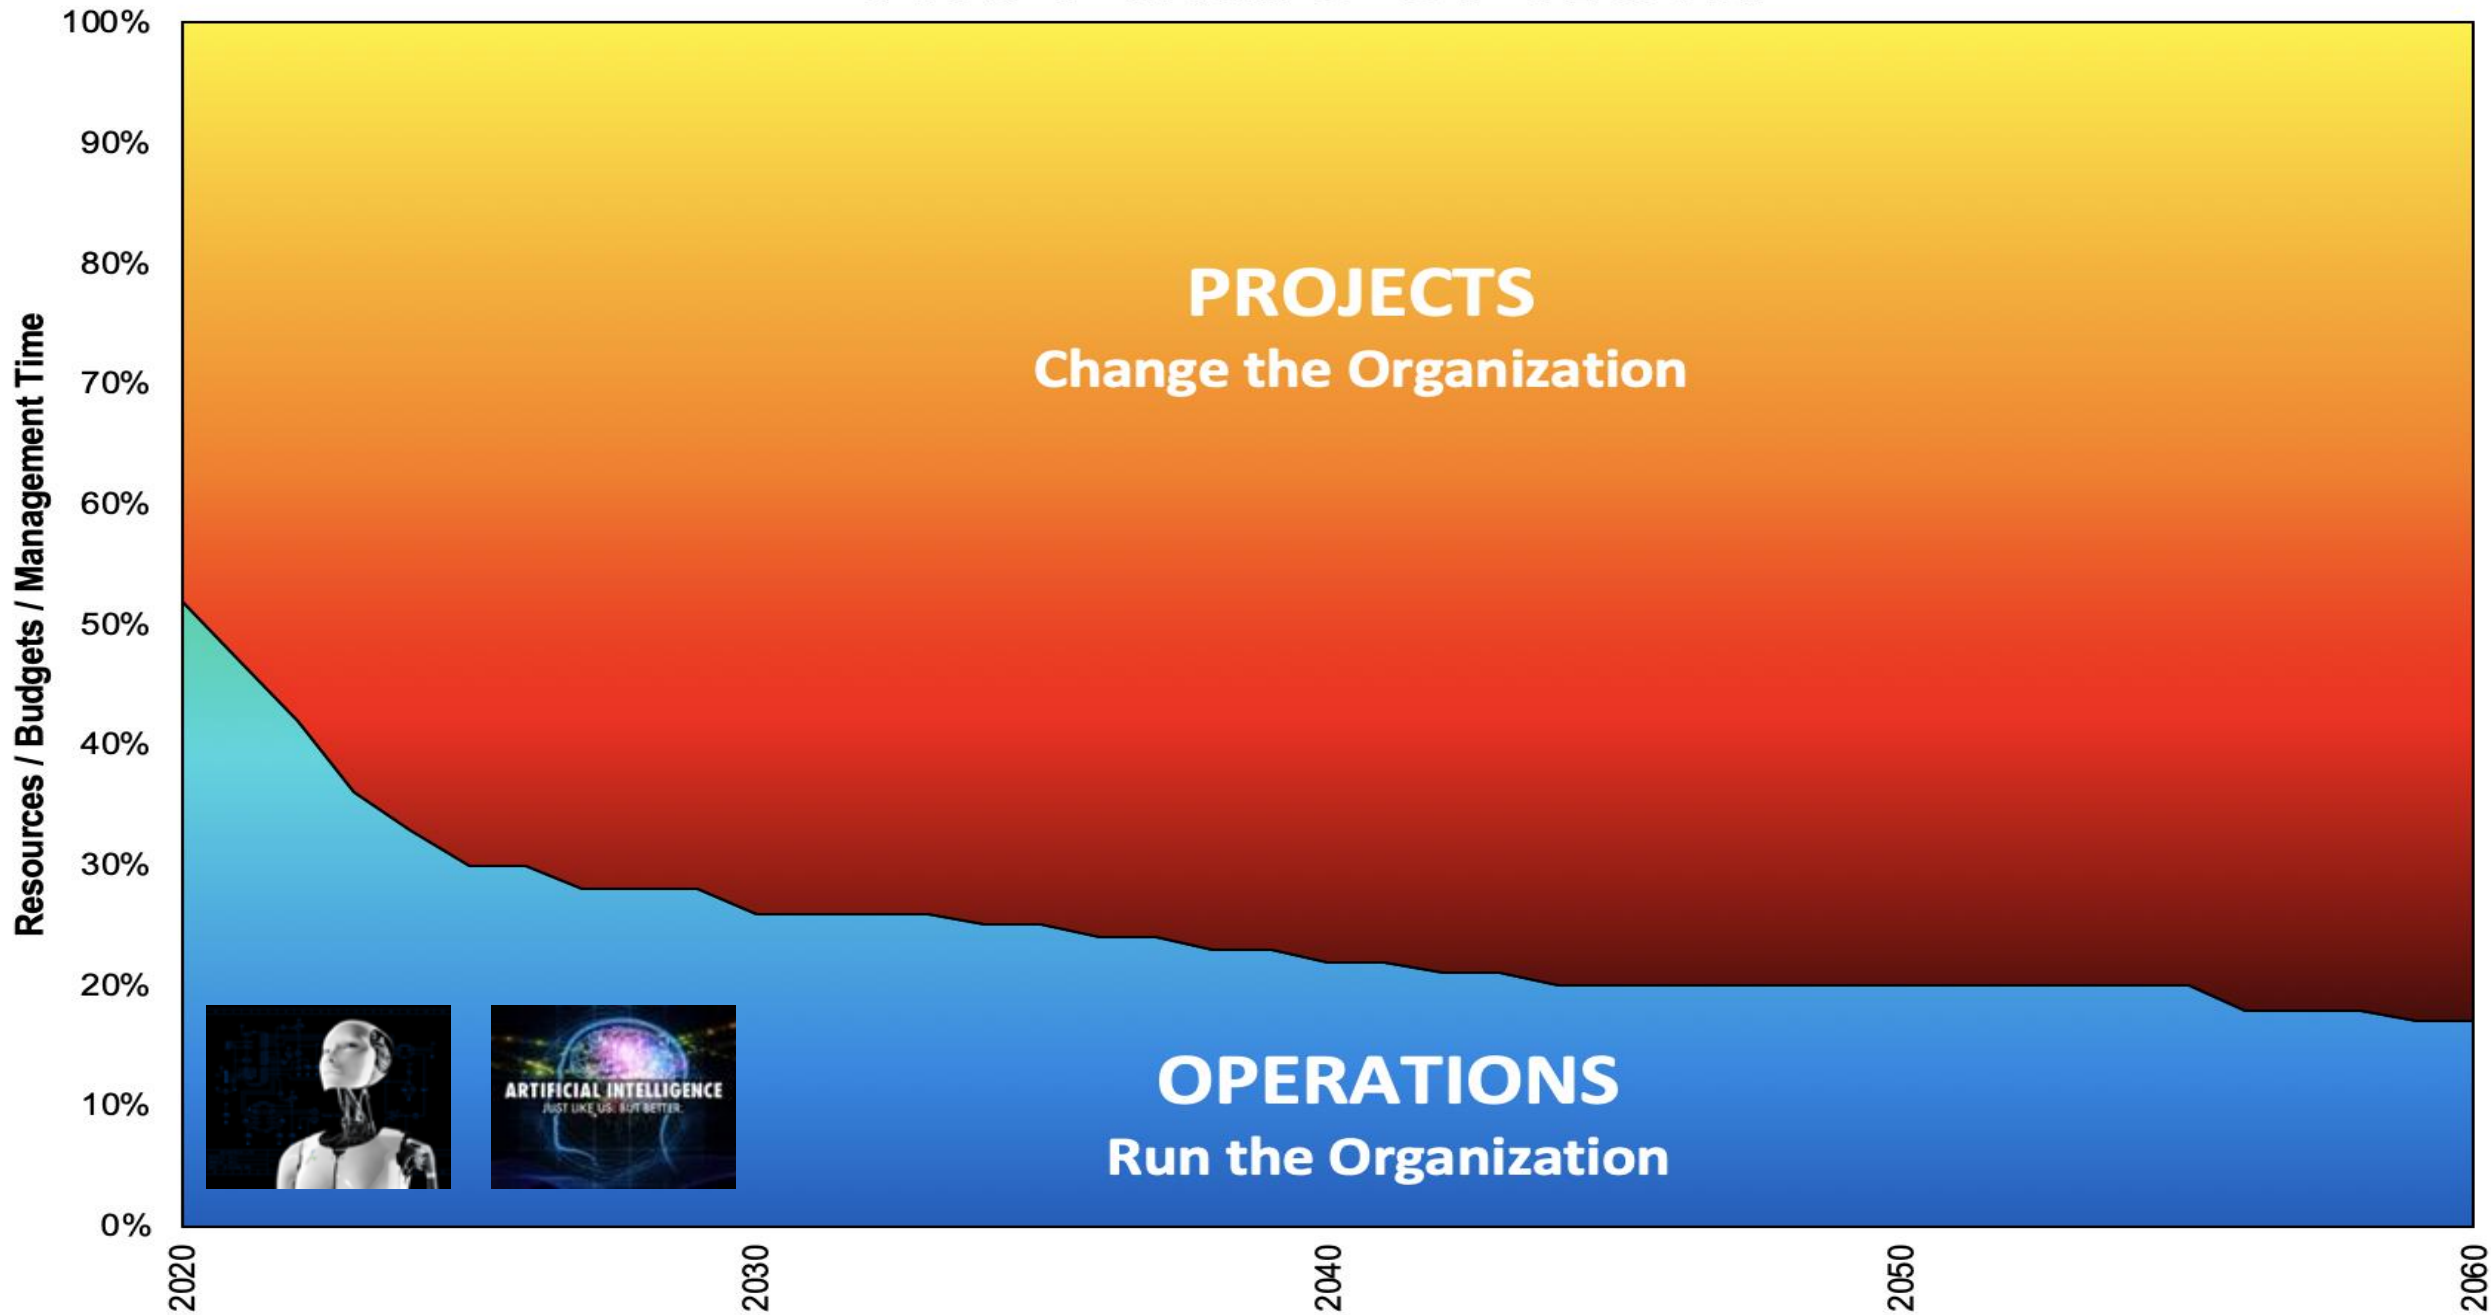 100%
90%
80%
70%
60%
50%
40%
30%
20%
10%
0%
Resources / Budgets / Management Time
PROJECTS
Change the Organization
OPERATIONS
Run the Organization
ARTIFICIAL INTELLIGENCE
JUST LIKE US. BUT BETTER.
2020
2030
2040
2050
2060